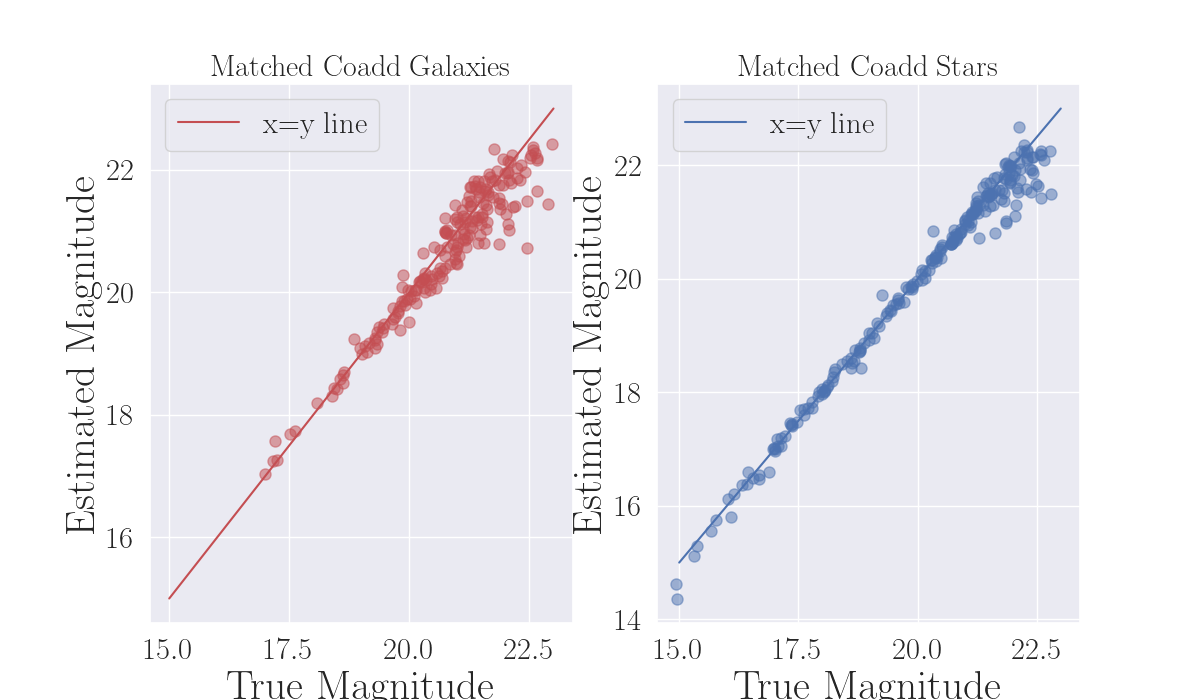 Matched Coadd Galaxies
x=y line
Estimated Magnitude
22
20
18
16
15.0 17.5 20.0 22.5
True Magnitude
Matched Coadd Stars
x=y line
Estimated Magnitude
22
20
18
16
14
15.0 17.5 20.0 22.5
True Magnitude